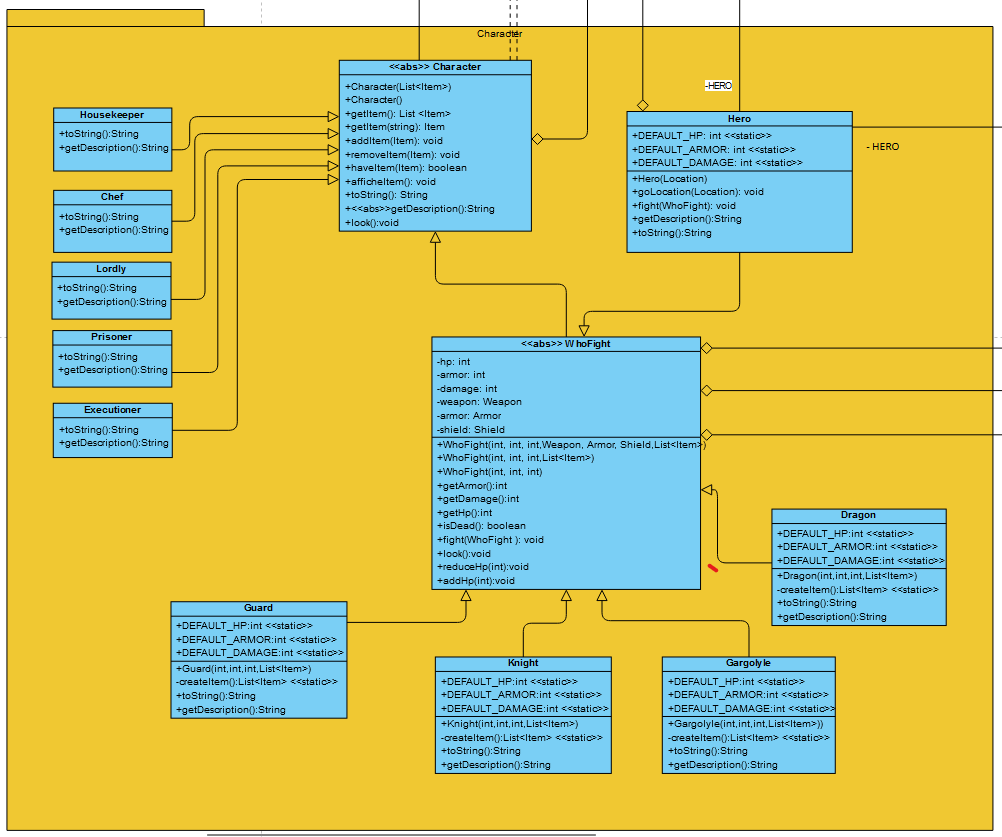 Character
<<abs>> Character
+Character(List<Item>)
+Character()
+getItem(): List <Item>
+getItem(string): Item
+addItem(Item): void
+removeItem(Item): void
+haveItem(Item): boolean
+afficheItem(): void
+toString(): String
+<<abs>>getDescription():String
+look():void
Housekeeper
+toString():String
+getDescription():String
Chef
+toString():String
+getDescription():String
Lordly
+toString():String
+getDescription():String
Prisoner
+toString():String
+getDescription():String
Executioner
+toString():String
+getDescription():String
-HERO
Hero
+DEFAULT_HP: int <<static>>
+DEFAULT_ARMOR: int <<static>>
+DEFAULT_DAMAGE: int <<static>>
+Hero(Location)
+goLocation(Location): void
+fight(WhoFight): void
+getDescription():String
+toString():String
- HERO
<<abs>> WhoFight
-hp: int
-armor: int
-damage: int
-weapon: Weapon
-armor: Armor
-shield: Shield
+WhoFight(int, int, int,Weapon, Armor, Shield,List<Item>)
+WhoFight(int, int, int,List<Item>)
+WhoFight(int, int, int)
+getArmor():int
+getDamage():int
+getHp():int
+isDead(): boolean
+fight(WhoFight ): void
+look():void
+reduceHp(int):void
+addHp(int):void
Dragon
+DEFAULT_HP:int <<static>>
+DEFAULT_ARMOR:int <<static>>
+DEFAULT_DAMAGE:int <<static>>
+Dragon(int,int,int,List<Item>)
-createItem():List<Item> <<static>>
+toString():String
+getDescription():String
Guard
+DEFAULT_HP:int <<static>>
+DEFAULT_ARMOR:int <<static>>
+DEFAULT_DAMAGE:int <<static>>
+Guard(int,int,int,List<Item>)
-createItem():List<Item> <<static>>
+toString():String
+getDescription():String
Knight
+DEFAULT_HP:int <<static>>
+DEFAULT_ARMOR:int <<static>>
+DEFAULT_DAMAGE:int <<static>>
+Knight(int,int,int,List<Item>)
-createItem():List<Item> <<static>>
+toString():String
+getDescription():String
Gargolyle
+DEFAULT_HP:int <<static>>
+DEFAULT_ARMOR:int <<static>>
+DEFAULT_DAMAGE:int <<static>>
+Gargolyle(int,int,int,List<Item>))
-createItem():List<Item> <<static>>
+toString():String
+getDescription():String